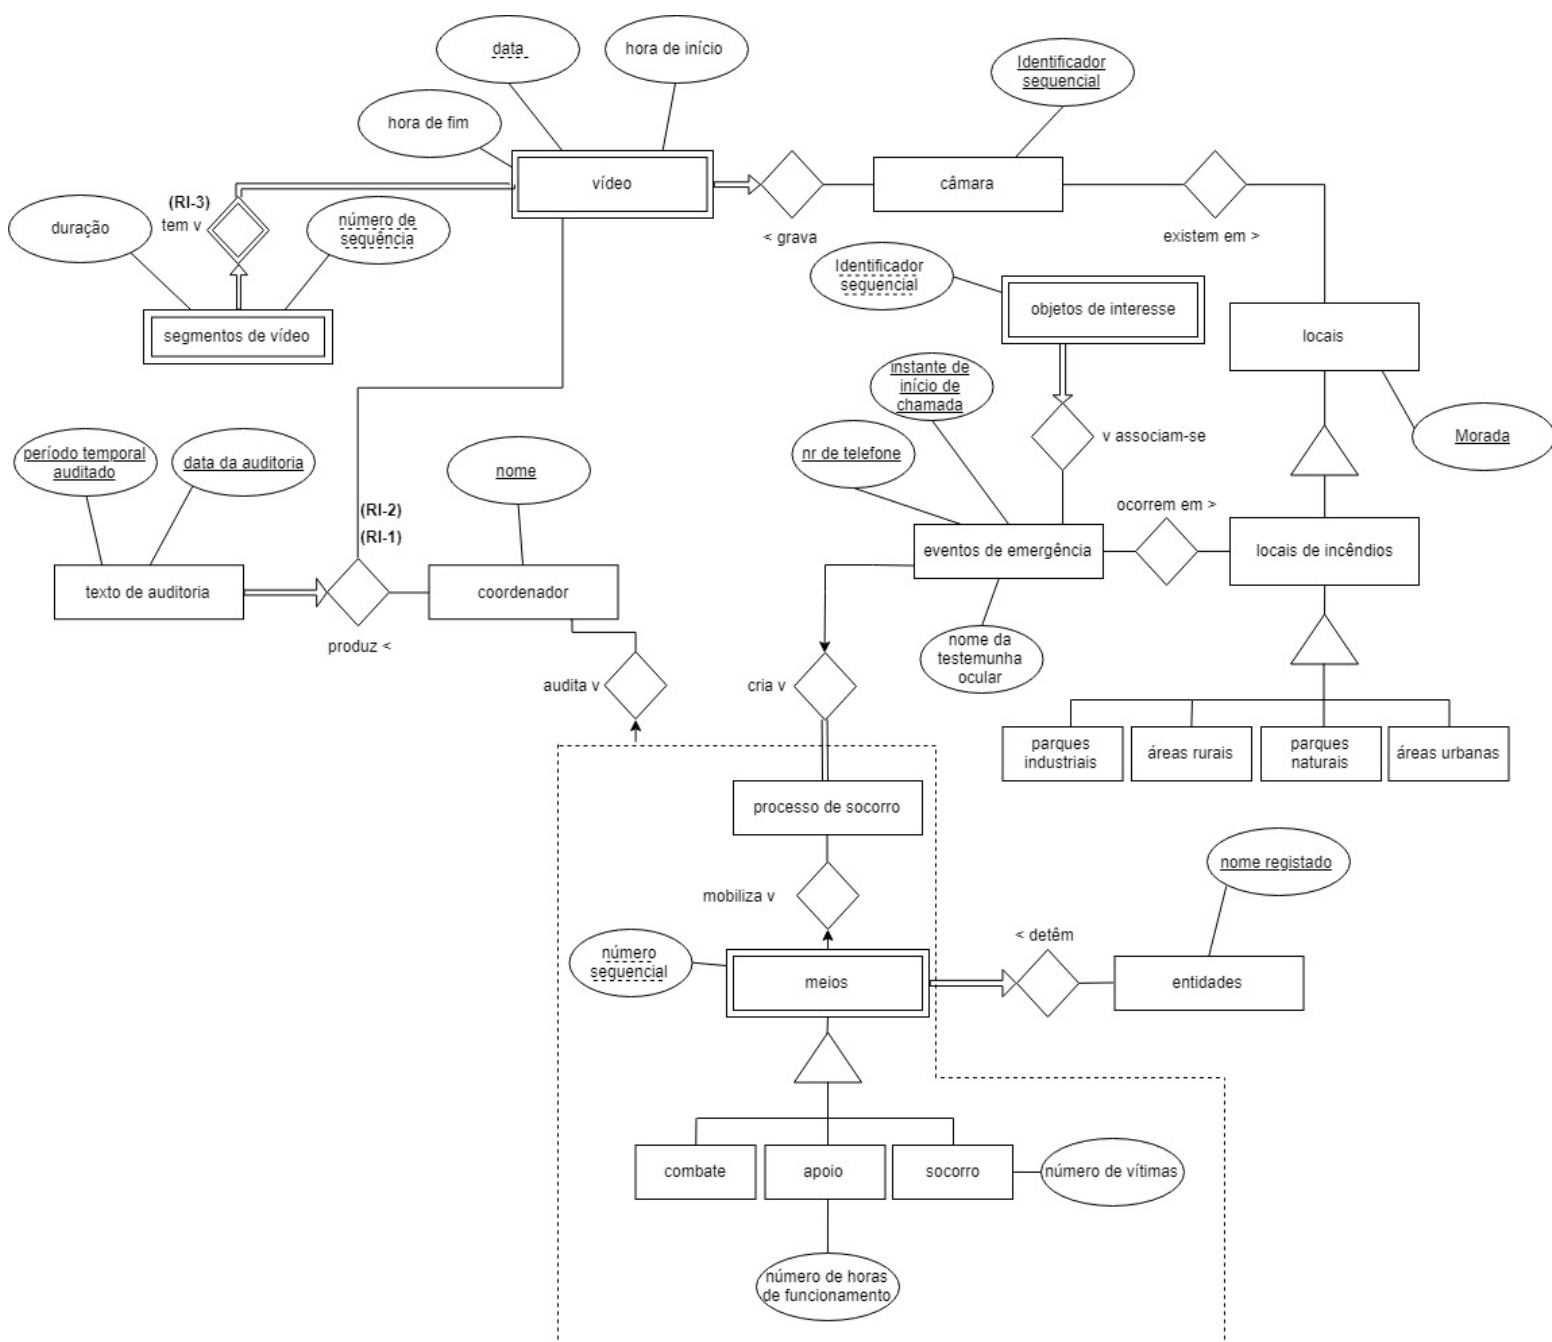 data
hora de início
Identificador
sequencial
hora de fim
vídeo
câmara
(RI-3)
tem v
duração
número de
sequência
< grava
existem em >
Identificador
sequencial
objetos de interesse
segmentos de vídeo
locais
instante de
início de
chamada
v associam-se
Morada
período temporal
auditado
data da auditoria
nome
nr de telefone
(RI-2)
(RI-1)
ocorrem em >
texto de auditoria
coordenador
eventos de emergência
locais de incêndios
produz <
nome da
testemunha
ocular
audita v
cria v
parques
industriais
áreas rurais
parques
naturais
áreas urbanas
processo de socorro
nome registado
mobiliza v
< detêm
número
sequencial
meios
entidades
combate
apoio
socorro
número de vítimas
número de horas
de funcionamento